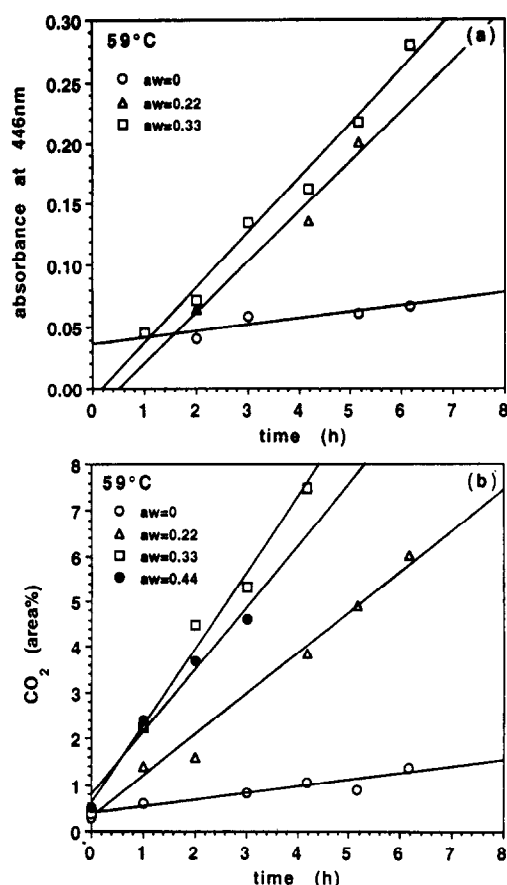 (a)
59°C
aw=0
aw=0.22
aw=0.33
absorbance at 446nm
0.30
0.25
0.20
0.15
0.10
0.05
0.00
0 1 2 3 4 5 6 7 8
time (h)
(b)
59°C
aw=0
aw=0.22
aw=0.33
aw=0.44
CO₂ (area%)
8
7
6
5
4
3
2
1
0
0 1 2 3 4 5 6 7 8
time (h)